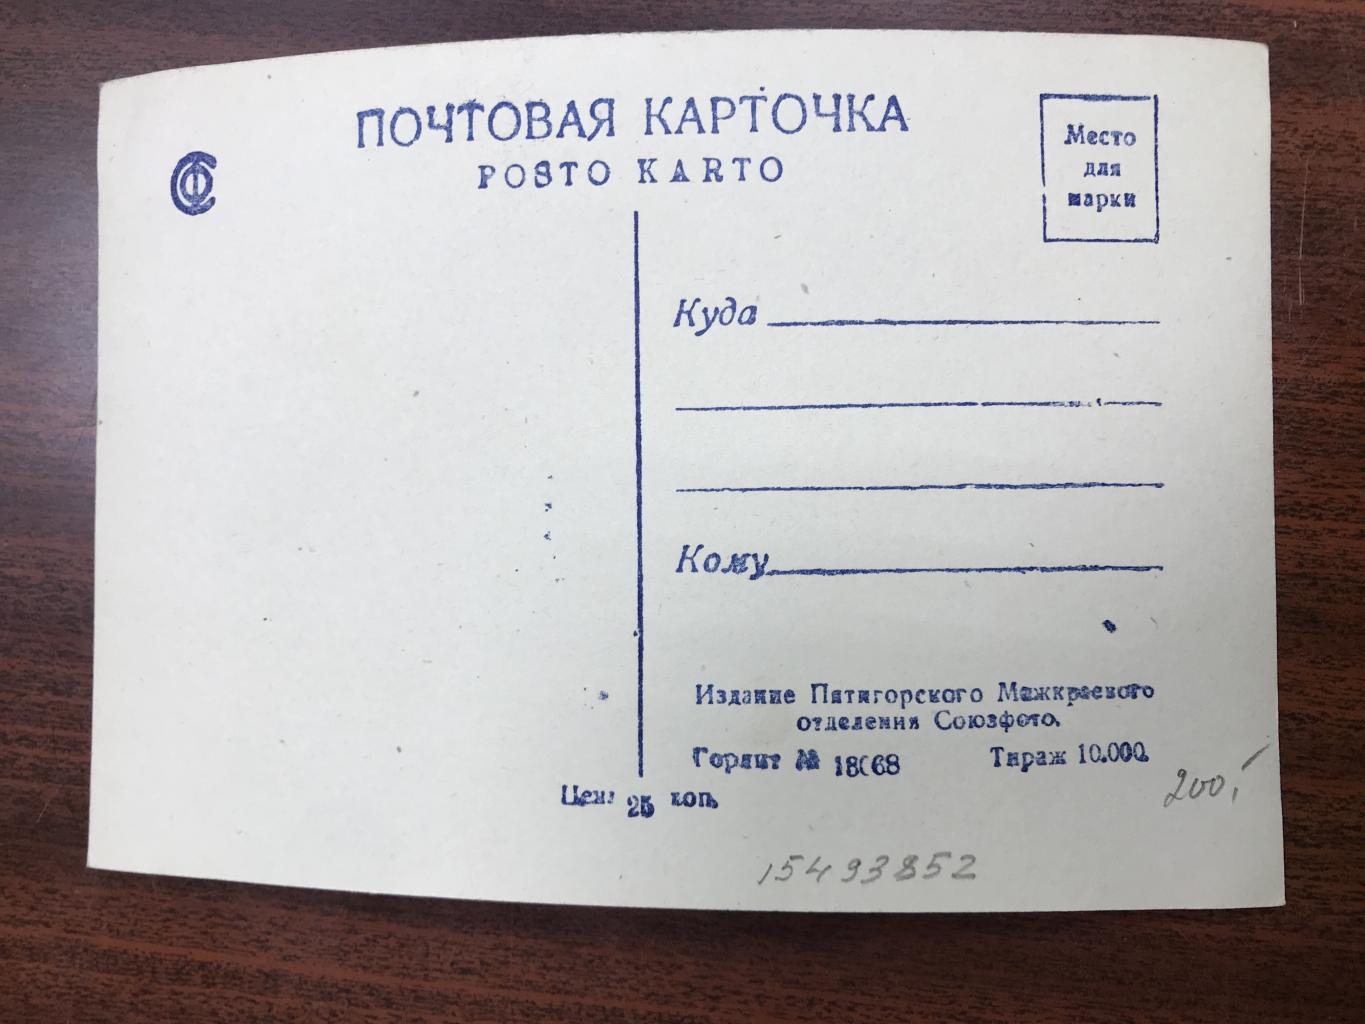 ПОЧТОВАЯ КАРТОЧКА
POSTO KARTO
Место
для
марки
Куда
Кому
Издание Пятигорского Межкраевого
отделения Союзфото.
Горлит № 18068 Тираж 10.000.
Цена 25 коп.
200,-
15493852